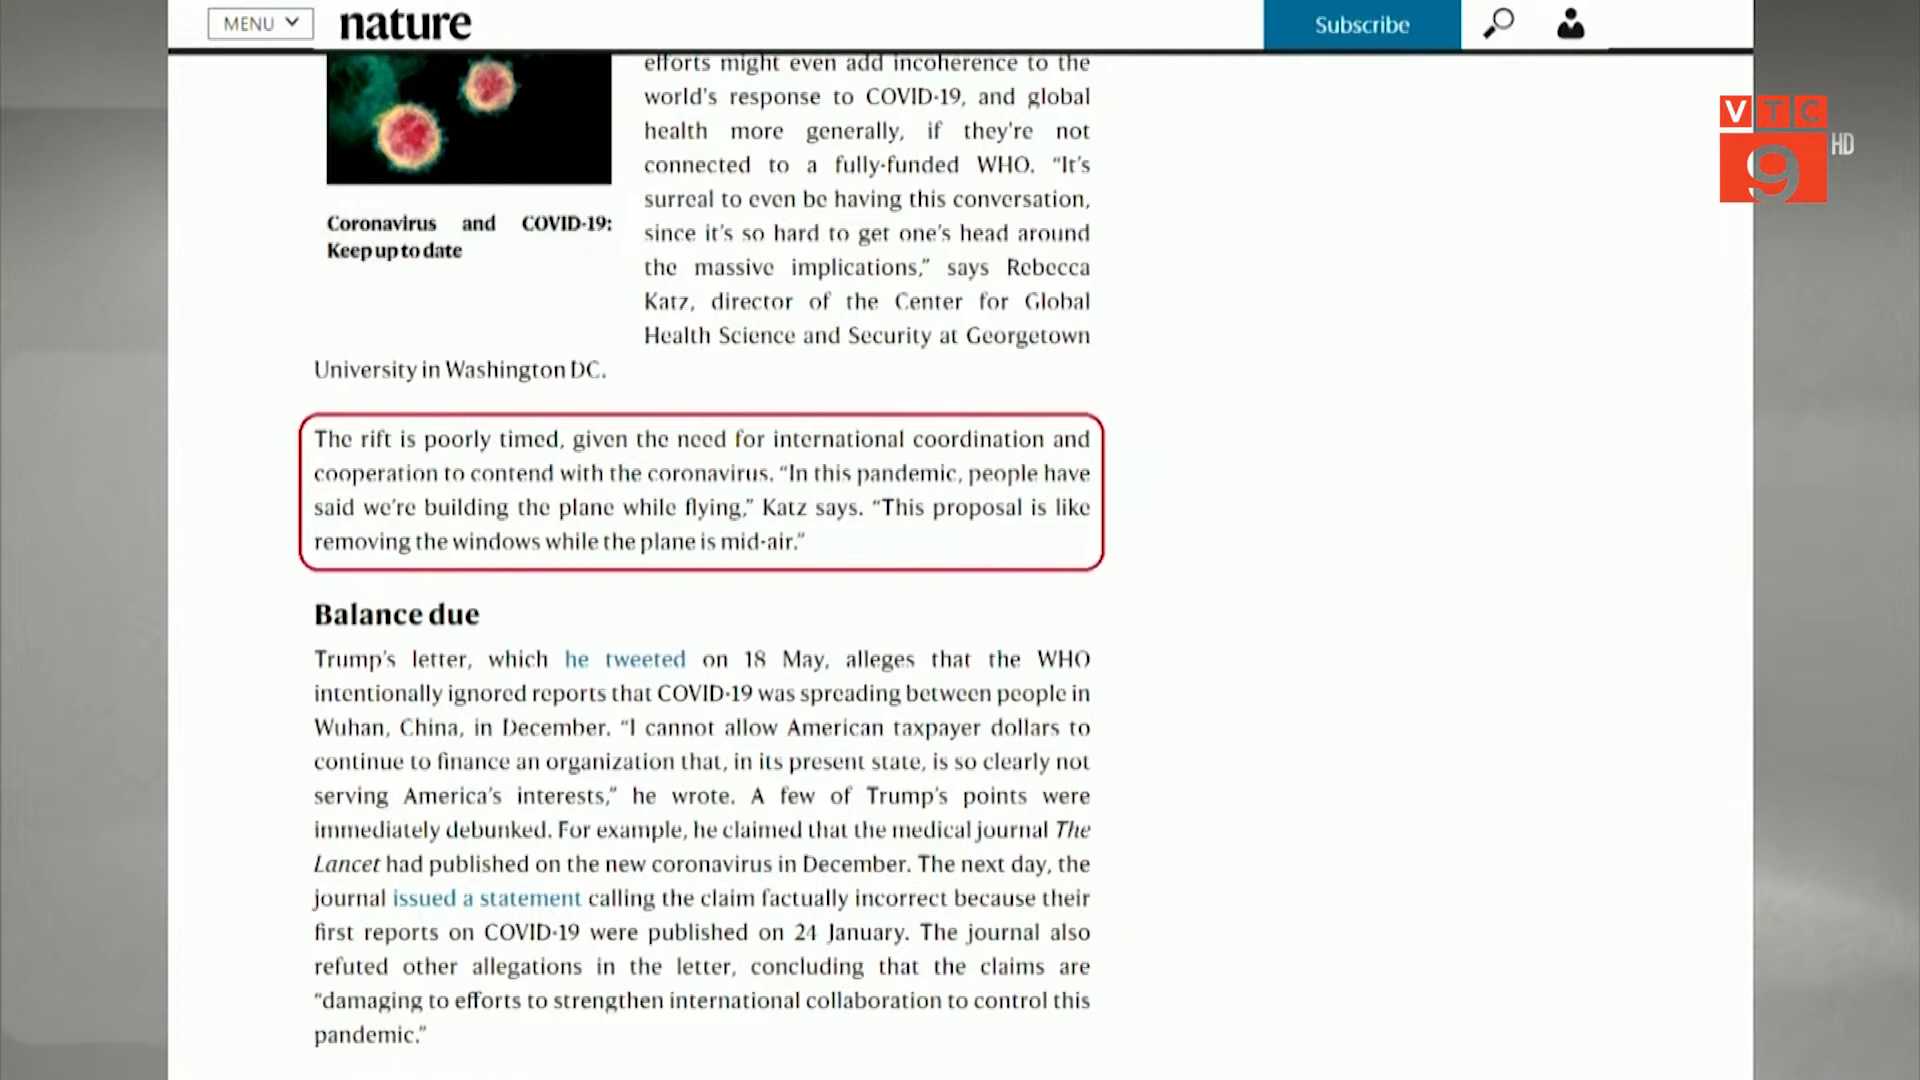 MENU
nature
Subscribe
VTC
9
HD
efforts might even add incoherence to the
world's response to COVID-19, and global
health more generally, if they're not
connected to a fully-funded WHO. “It’s
surreal to even be having this conversation,
since it’s so hard to get one’s head around
the massive implications,” says Rebecca
Katz, director of the Center for Global
Health Science and Security at Georgetown
University in Washington DC.
Coronavirus and COVID-19:
Keep up to date
The rift is poorly timed, given the need for international coordination and
cooperation to contend with the coronavirus. “In this pandemic, people have
said we’re building the plane while flying,” Katz says. “This proposal is like
removing the windows while the plane is mid-air.”
Balance due
Trump’s letter, which he tweeted on 18 May, alleges that the WHO
intentionally ignored reports that COVID-19 was spreading between people in
Wuhan, China, in December. “I cannot allow American taxpayer dollars to
continue to finance an organization that, in its present state, is so clearly not
serving America’s interests,” he wrote. A few of Trump’s points were
immediately debunked. For example, he claimed that the medical journal The
Lancet had published on the new coronavirus in December. The next day, the
journal issued a statement calling the claim factually incorrect because their
first reports on COVID-19 were published on 24 January. The journal also
refuted other allegations in the letter, concluding that the claims are
“damaging to efforts to strengthen international collaboration to control this
pandemic.”